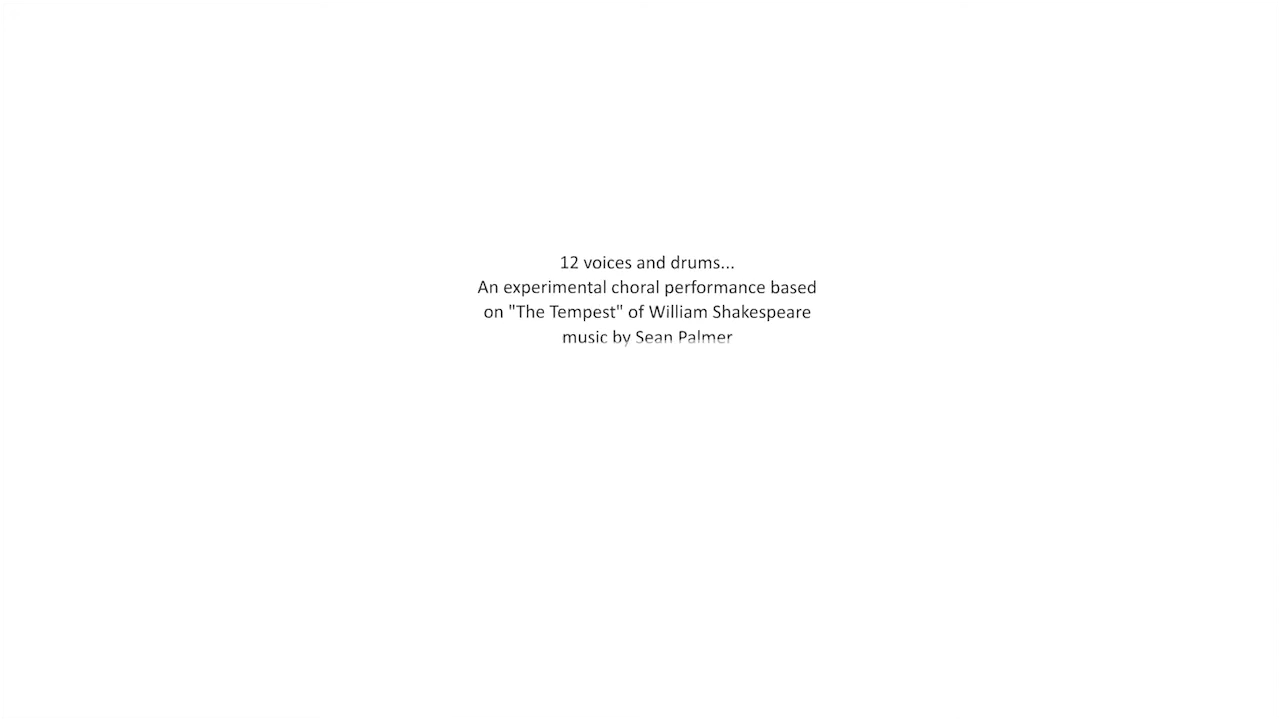 12 voices and drums...
An experimental choral performance based
on "The Tempest" of William Shakespeare
music by Sean Palmer